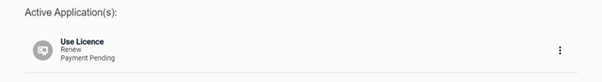 Active Application(s):
Use Licence
Renew
Payment Pending